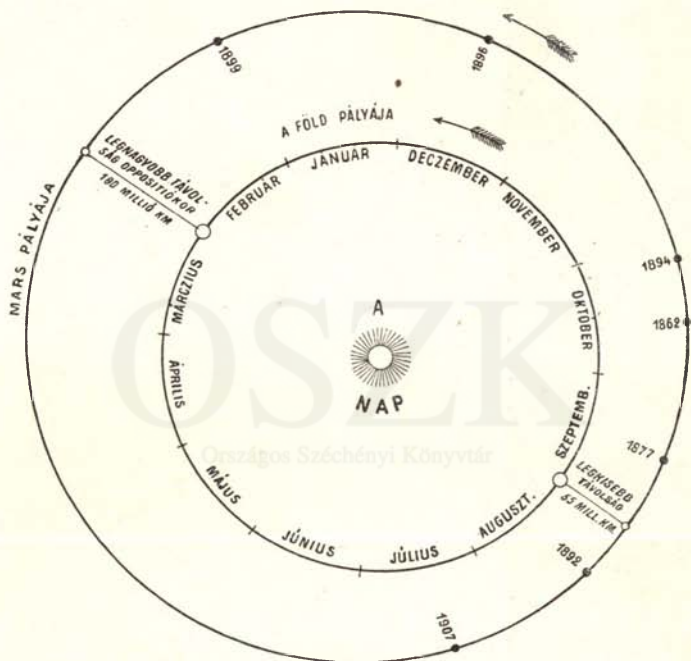 1899
1896
A FÖLD PÁLYÁJA
MARS PÁLYÁJA
LEGNAGYOBB TÁVOL-
SÁG OPPOSITIÓKOR
180 MILLIÓ KM
JANUÁR
DECZEMBER
NOVEMBER
OKTÓBER
SZEPTEMB.
AUGUSZT.
JÚLIUS
JÚNIUS
MÁJUS
ÁPRILIS
MÁRCZIUS
FEBRUÁR
1894
1862
A
NAP
OSZK
Országos Széchényi Könyvtár
1877
LEGKISEBB
TÁVOLSÁG
55 MILL. KM.
1892
1907